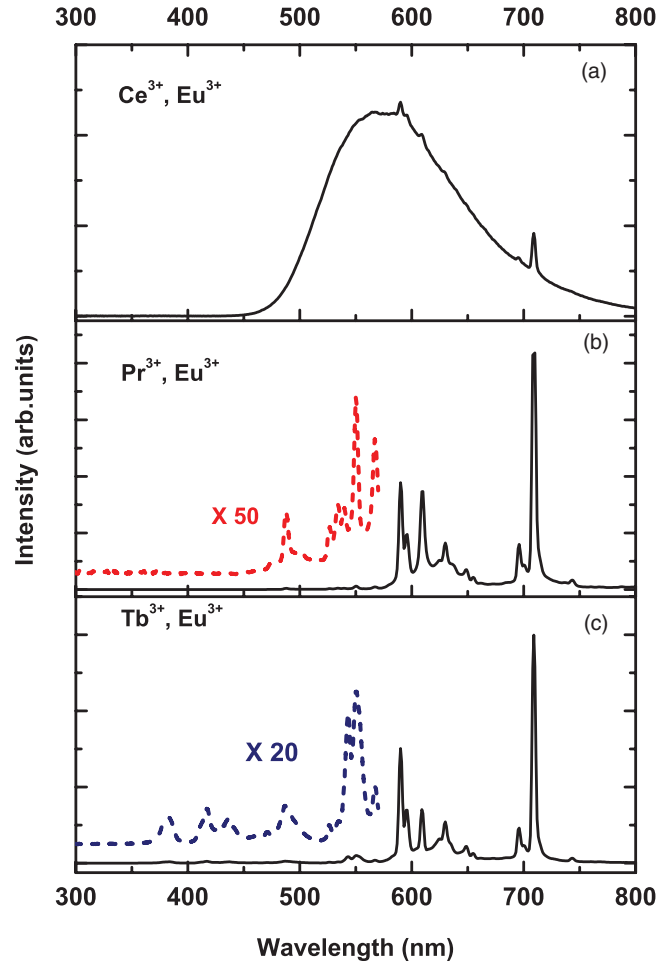 300 400 500 600 700 800
(a)
Ce³⁺, Eu³⁺
(b)
Pr³⁺, Eu³⁺
X 50
(c)
Tb³⁺, Eu³⁺
X 20
300 400 500 600 700 800
Wavelength (nm)
Intensity (arb.units)